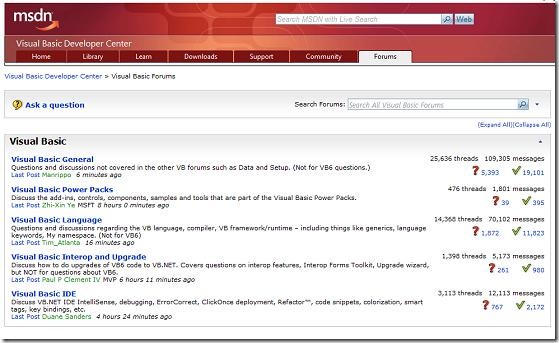 msdn
Search MSDN with Live Search
Web
Visual Basic Developer Center
Home Library Learn Downloads Support Community Forums
Visual Basic Developer Center » Visual Basic Forums
Ask a question
Search Forums: Search All Visual Basic Forums
(Expand All)(Collapse All)
Visual Basic
Visual Basic General 25,636 threads 109,305 messages
Questions and discussions not covered in the other VB forums such as Data and Setup. (Not for VB6 questions.)
Last Post Manrippo 6 minutes ago 5,393 19,101
Visual Basic Power Packs 476 threads 1,801 messages
Discuss the add-ins, controls, components, samples and tools that are part of the Visual Basic Power Packs.
Last Post Zhi-Xin Ye MSFT 8 hours 0 minutes ago 39 395
Visual Basic Language 14,368 threads 70,102 messages
Questions and discussions regarding the VB language, compiler, VB framework/runtime – including things like generics, language
keywords, My namespace. (Not for VB6)
1,872 11,823
Last Post Tim_Atlanta 16 minutes ago
Visual Basic Interop and Upgrade 1,398 threads 5,173 messages
Discuss how to do upgrades of VB6 code to VB.NET. Covers questions on interop features, Interop Forms Toolkit, Upgrade wizard,
but NOT for questions about VB6.
261 980
Last Post Paul P Clement IV MVP 6 hours 11 minutes ago
Visual Basic IDE 3,113 threads 12,113 messages
Discuss VB.NET IDE IntelliSense, debugging, ErrorCorrect, ClickOnce deployment, Refactor™, code snippets, colorization, smart
tags, key bindings, etc.
767 2,172
Last Post Duane Sanders 4 hours 24 minutes ago